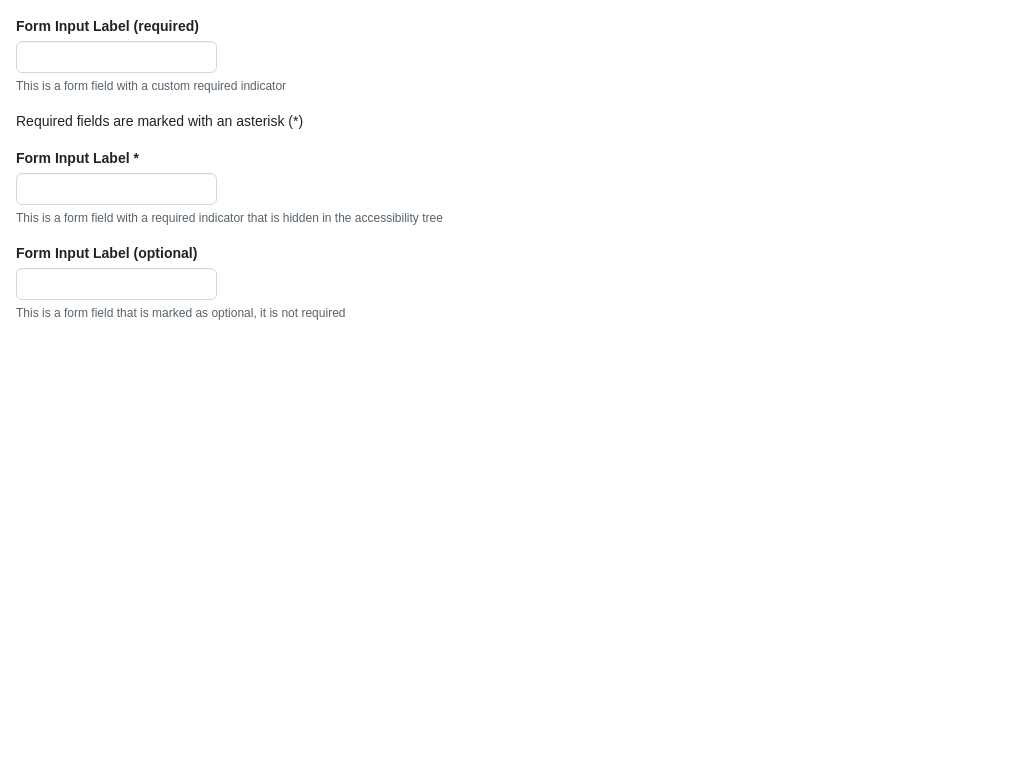 Form Input Label (required)
This is a form field with a custom required indicator
Required fields are marked with an asterisk (*)
Form Input Label *
This is a form field with a required indicator that is hidden in the accessibility tree
Form Input Label (optional)
This is a form field that is marked as optional, it is not required